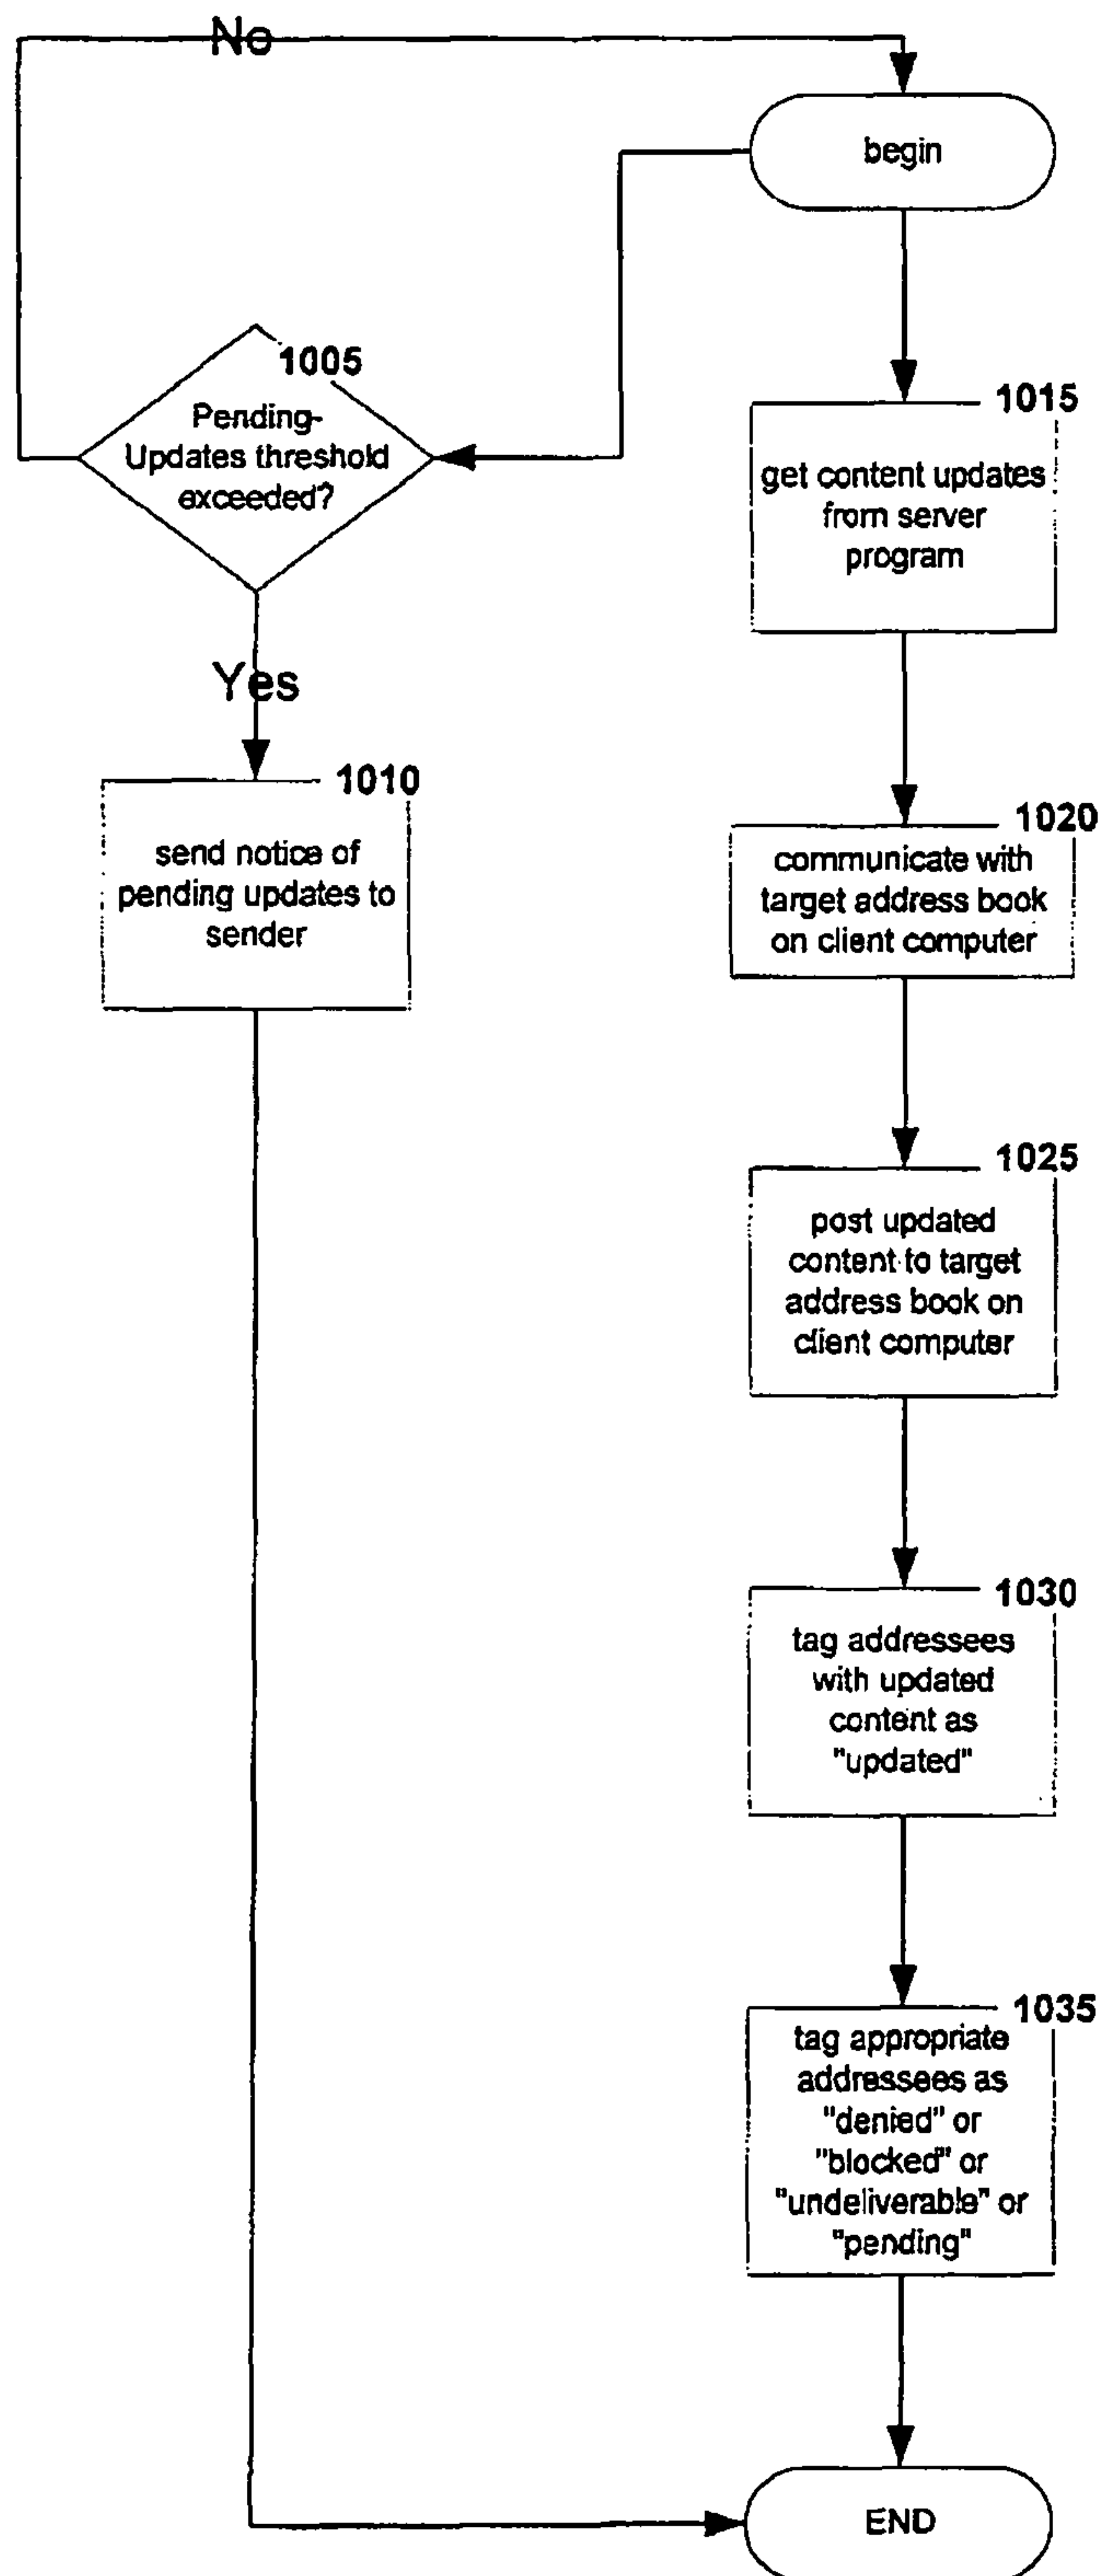 No
begin
1005
Pending-
Updates threshold
exceeded?
Yes
1010
send notice of
pending updates to
sender
1015
get content updates
from server
program
1020
communicate with
target address book
on client computer
1025
post updated
content to target
address book on
client computer
1030
tag addressees
with updated
content as
"updated"
1035
tag appropriate
addressees as
"denied" or
"blocked" or
"undeliverable" or
"pending"
END